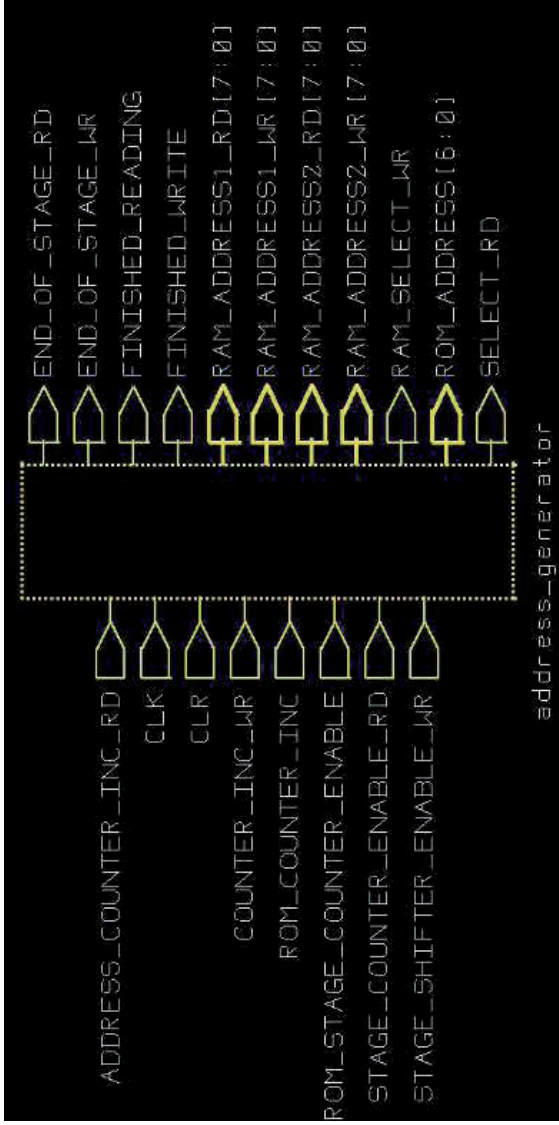 END_OF_STAGE_RD
END_OF_STAGE_WR
FINISHED_READING
FINISHED_WRITE
RAM_ADDRESS1_RD[7:0]
RAM_ADDRESS1_WR[7:0]
RAM_ADDRESS2_RD[7:0]
RAM_ADDRESS2_WR[7:0]
RAM_SELECT_WR
ROM_ADDRESS[6:0]
SELECT_RD
ADDRESS_COUNTER_INC_RD
CLK
CLR
COUNTER_INC_WR
ROM_COUNTER_INC
ROM_STAGE_COUNTER_ENABLE
STAGE_COUNTER_ENABLE_RD
STAGE_SHIFTER_ENABLE_WR
address_generator